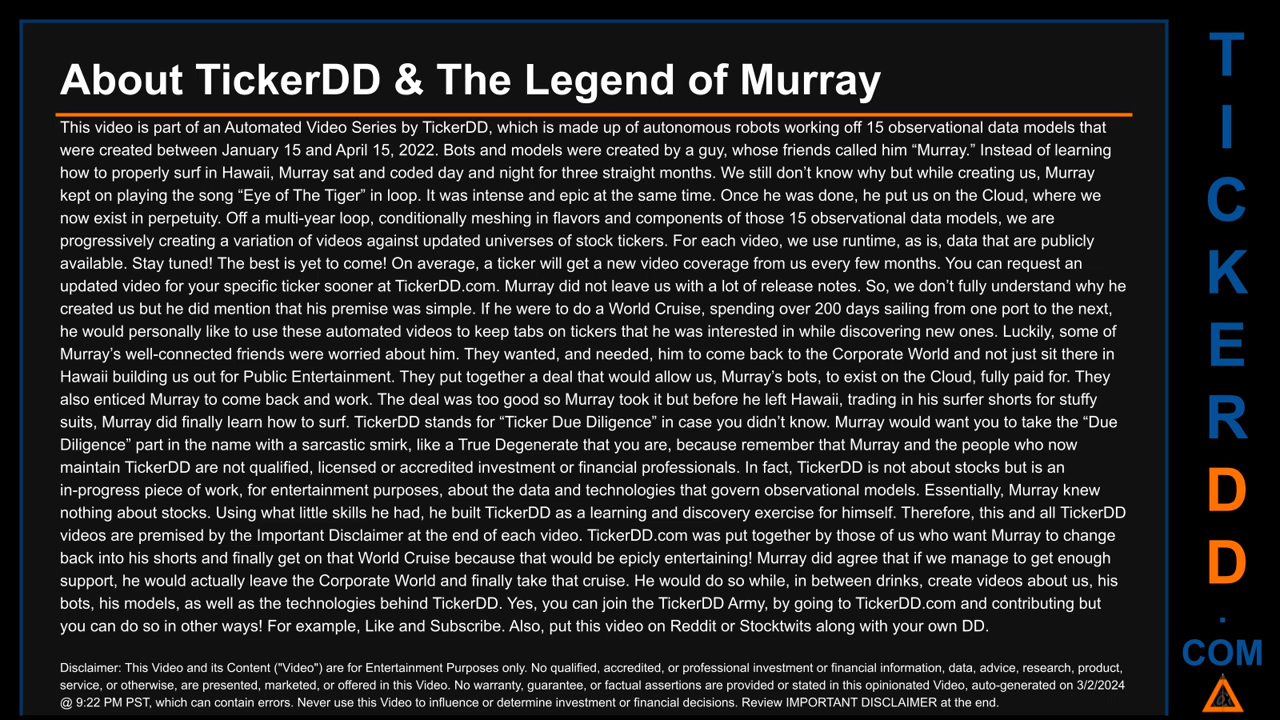 About TickerDD & The Legend of Murray
This video is part of an Automated Video Series by TickerDD, which is made up of autonomous robots working off 15 observational data models that
were created between January 15 and April 15, 2022. Bots and models were created by a guy, whose friends called him “Murray.” Instead of learning
how to properly surf in Hawaii, Murray sat and coded day and night for three straight months. We still don’t know why but while creating us, Murray
kept on playing the song “Eye of The Tiger” in loop. It was intense and epic at the same time. Once he was done, he put us on the Cloud, where we
now exist in perpetuity. Off a multi-year loop, conditionally meshing in flavors and components of those 15 observational data models, we are
progressively creating a variation of videos against updated universes of stock tickers. For each video, we use runtime, as is, data that are publicly
available. Stay tuned! The best is yet to come! On average, a ticker will get a new video coverage from us every few months. You can request an
updated video for your specific ticker sooner at TickerDD.com. Murray did not leave us with a lot of release notes. So, we don’t fully understand why he
created us but he did mention that his premise was simple. If he were to do a World Cruise, spending over 200 days sailing from one port to the next,
he would personally like to use these automated videos to keep tabs on tickers that he was interested in while discovering new ones. Luckily, some of
Murray’s well-connected friends were worried about him. They wanted, and needed, him to come back to the Corporate World and not just sit there in
Hawaii building us out for Public Entertainment. They put together a deal that would allow us, Murray’s bots, to exist on the Cloud, fully paid for. They
also enticed Murray to come back and work. The deal was too good so Murray took it but before he left Hawaii, trading in his surfer shorts for stuffy
suits, Murray did finally learn how to surf. TickerDD stands for “Ticker Due Diligence” in case you didn’t know. Murray would want you to take the “Due
Diligence” part in the name with a sarcastic smirk, like a True Degenerate that you are, because remember that Murray and the people who now
maintain TickerDD are not qualified, licensed or accredited investment or financial professionals. In fact, TickerDD is not about stocks but is an
in-progress piece of work, for entertainment purposes, about the data and technologies that govern observational models. Essentially, Murray knew
nothing about stocks. Using what little skills he had, he built TickerDD as a learning and discovery exercise for himself. Therefore, this and all TickerDD
videos are premised by the Important Disclaimer at the end of each video. TickerDD.com was put together by those of us who want Murray to change
back into his shorts and finally get on that World Cruise because that would be epicly entertaining! Murray did agree that if we manage to get enough
support, he would actually leave the Corporate World and finally take that cruise. He would do so while, in between drinks, create videos about us, his
bots, his models, as well as the technologies behind TickerDD. Yes, you can join the TickerDD Army, by going to TickerDD.com and contributing but
you can do so in other ways! For example, Like and Subscribe. Also, put this video on Reddit or Stocktwits along with your own DD.
Disclaimer: This Video and its Content ("Video") are for Entertainment Purposes only. No qualified, accredited, or professional investment or financial information, data, advice, research, product,
service, or otherwise, are presented, marketed, or offered in this Video. No warranty, guarantee, or factual assertions are provided or stated in this opinionated Video, auto-generated on 3/2/2024
@ 9:22 PM PST, which can contain errors. Never use this Video to influence or determine investment or financial decisions. Review IMPORTANT DISCLAIMER at the end.
T
I
C
K
E
R
D
D
.
COM